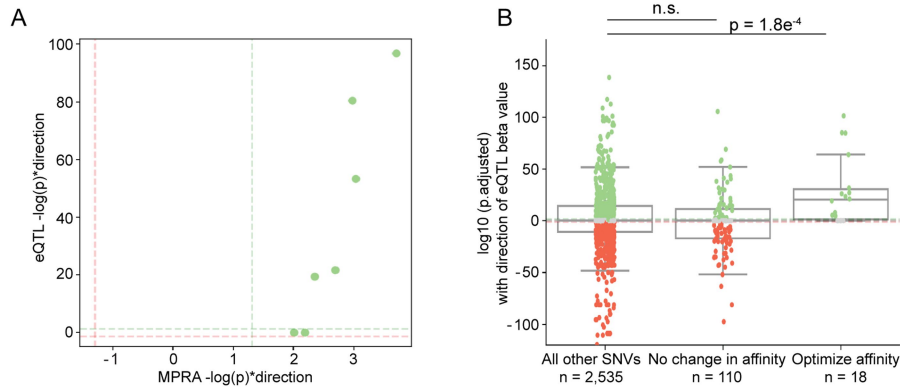 A
eQTL -log(p)*direction
100
80
60
40
20
0
-1
0
1
2
3
MPRA -log(p)*direction
B
n.s.
p = 1.8e-4
log10 (p.adjusted)
with direction of eQTL beta value
150
100
50
0
-50
-100
All other SNVs No change in affinity Optimize affinity
n = 2,535 n = 110 n = 18